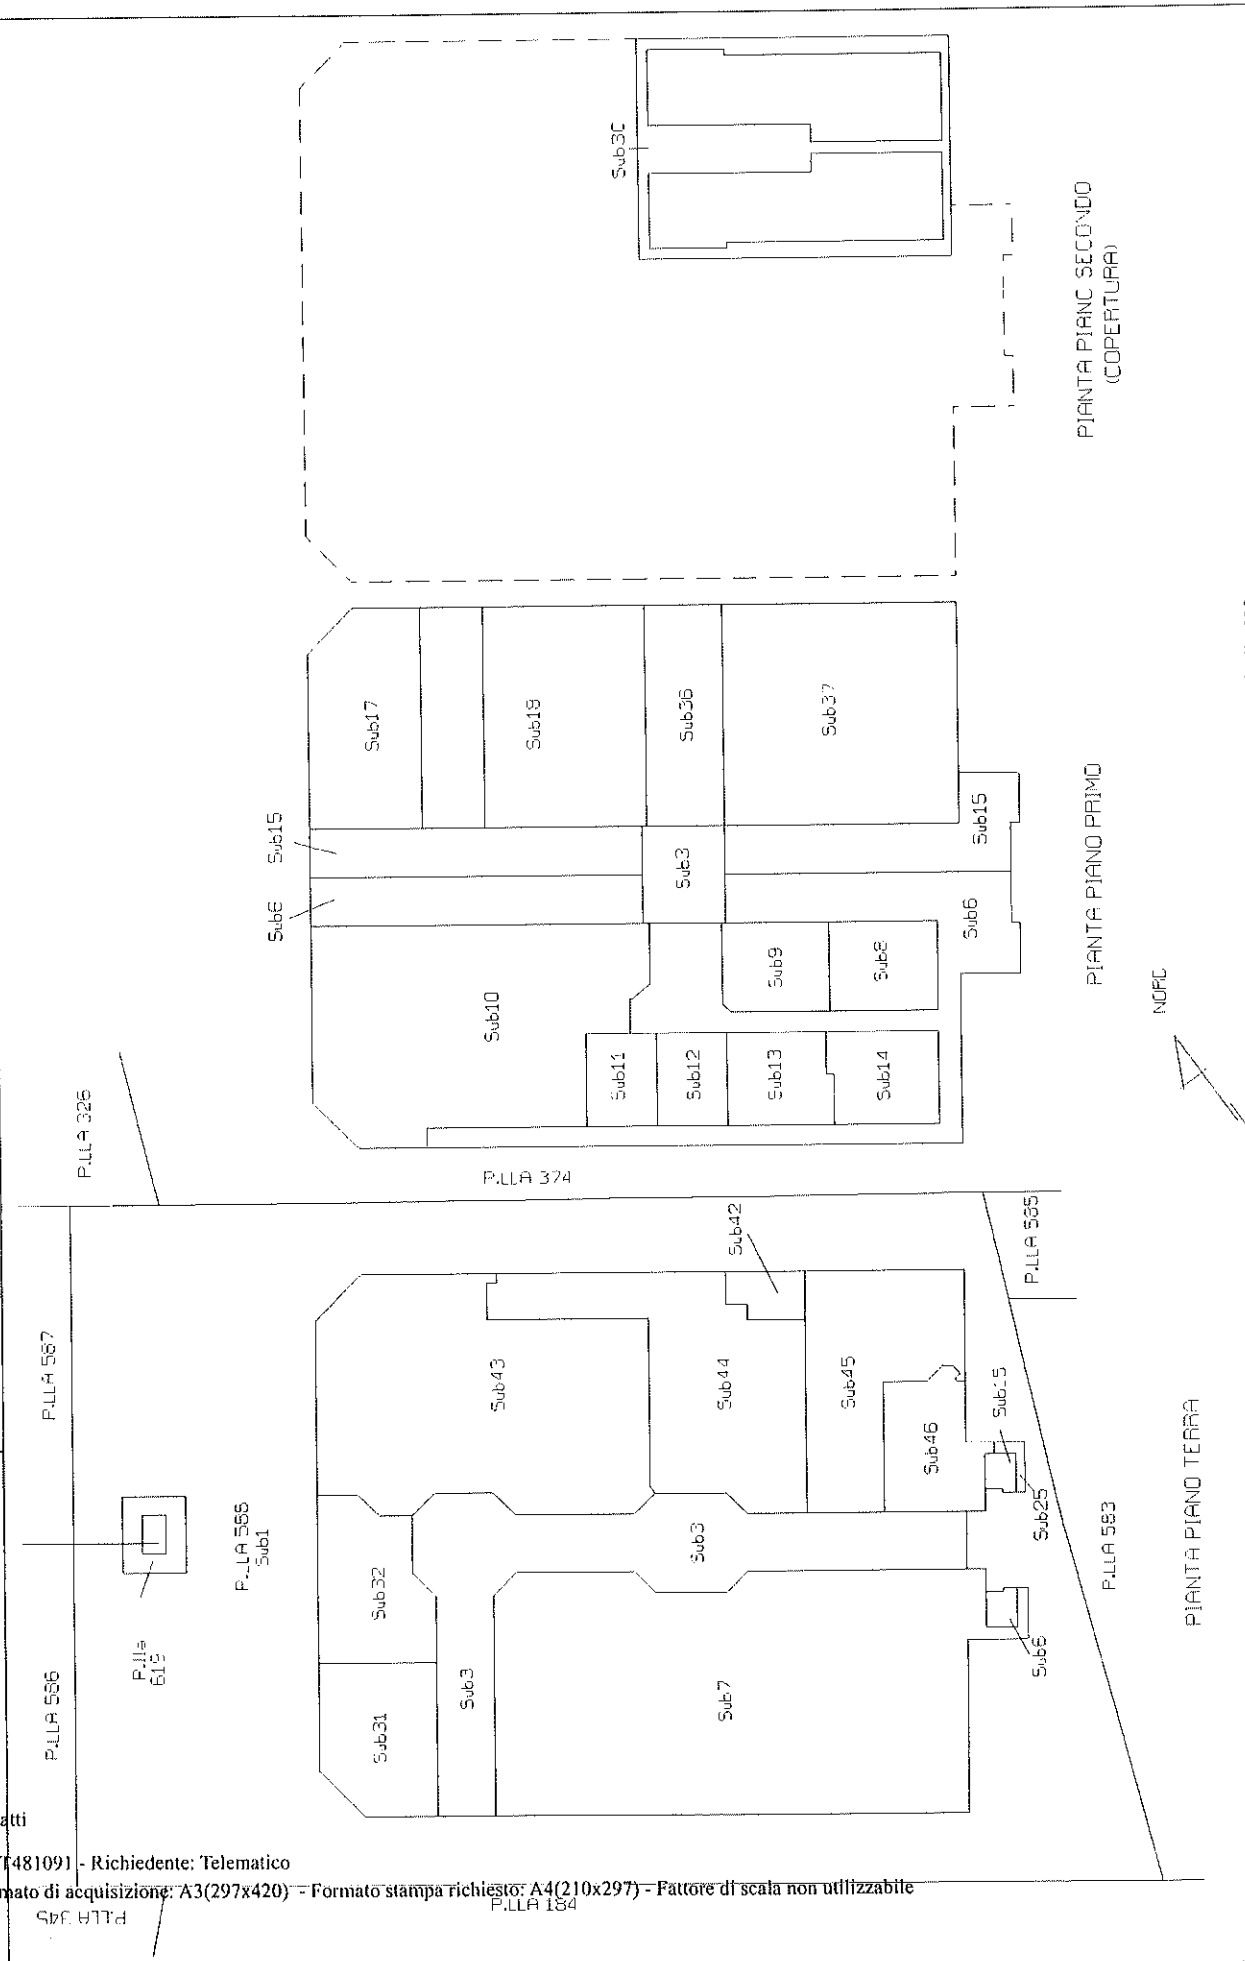 Sub30
PIANTA PIANO SECONDO
(COPERTURA)
Sub17
Sub18
Sub36
Sub37
Sub15
Sub6
Sub3
Sub15
Sub6
Sub9
Sub8
Sub10
Sub11
Sub12
Sub13
Sub14
PIANTA PIANO PRIMO
NORD
P.LLA 326
P.LLA 374
P.LLA 585
P.LLA 587
Sub42
Sub43
Sub44
Sub45
Sub46
Sub15
Sub25
P.LLA 588
Sub1
P.lla
Sub32
Sub3
P.LLA 583
PIANTA PIANO TERRA
P.LLA 586
Sub31
Sub3
Sub7
Sub6
atti
T481091 - Richiedente: Telematico
mato di acquisizione: A3(297x420) - Formato stampa richiesto: A4(210x297) - Fattore di scala non utilizzabile
P.LLA 345
P.LLA 184